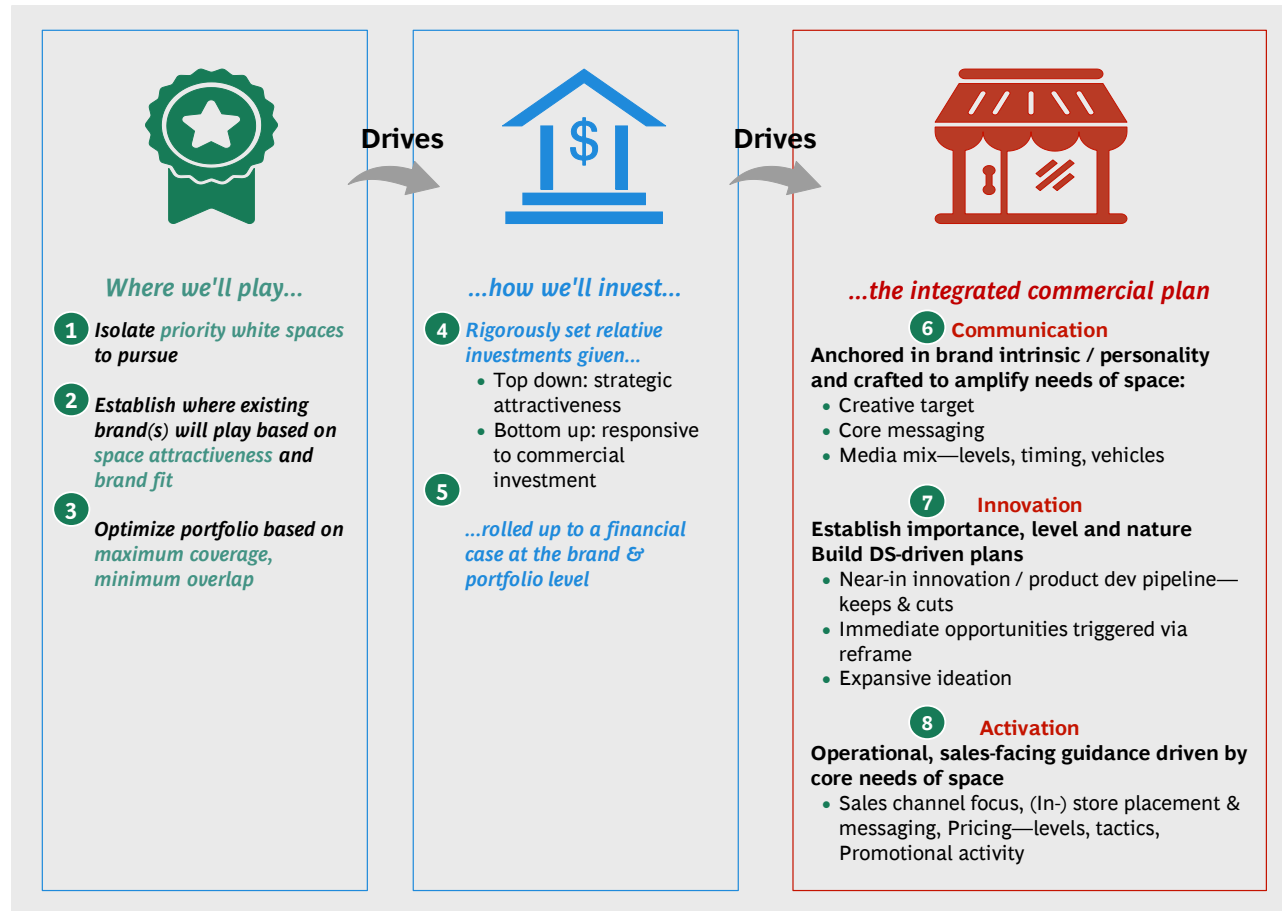 Drives
Drives
$
Where we'll play...
1 Isolate priority white spaces
to pursue
2 Establish where existing
brand(s) will play based on
space attractiveness and
brand fit
3 Optimize portfolio based on
maximum coverage,
minimum overlap
...how we'll invest...
4 Rigorously set relative
investments given...
• Top down: strategic
attractiveness
• Bottom up: responsive
to commercial
investment
5
...rolled up to a financial
case at the brand &
portfolio level
...the integrated commercial plan
6 Communication
Anchored in brand intrinsic / personality
and crafted to amplify needs of space:
• Creative target
• Core messaging
• Media mix—levels, timing, vehicles
7 Innovation
Establish importance, level and nature
Build DS-driven plans
• Near-in innovation / product dev pipeline—
keeps & cuts
• Immediate opportunities triggered via
reframe
• Expansive ideation
8 Activation
Operational, sales-facing guidance driven by
core needs of space
• Sales channel focus, (In-) store placement &
messaging, Pricing—levels, tactics,
Promotional activity